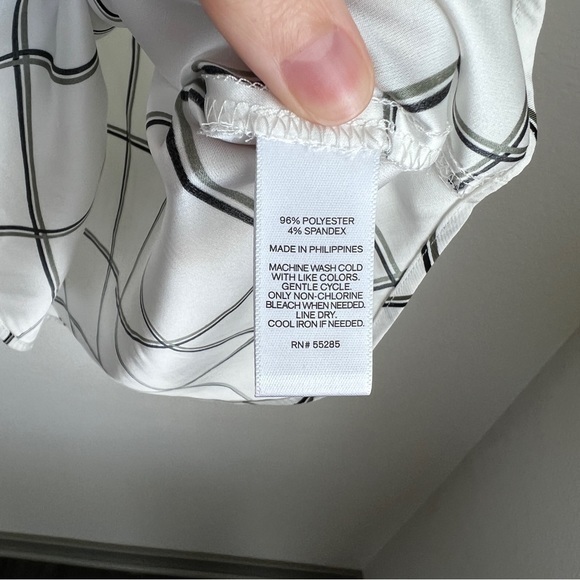 96% POLYESTER
4% SPANDEX
MADE IN PHILIPPINES
MACHINE WASH COLD
WITH LIKE COLORS.
GENTLE CYCLE.
ONLY NON-CHLORINE
BLEACH WHEN NEEDED.
LINE DRY.
COOL IRON IF NEEDED.
RN# 55285